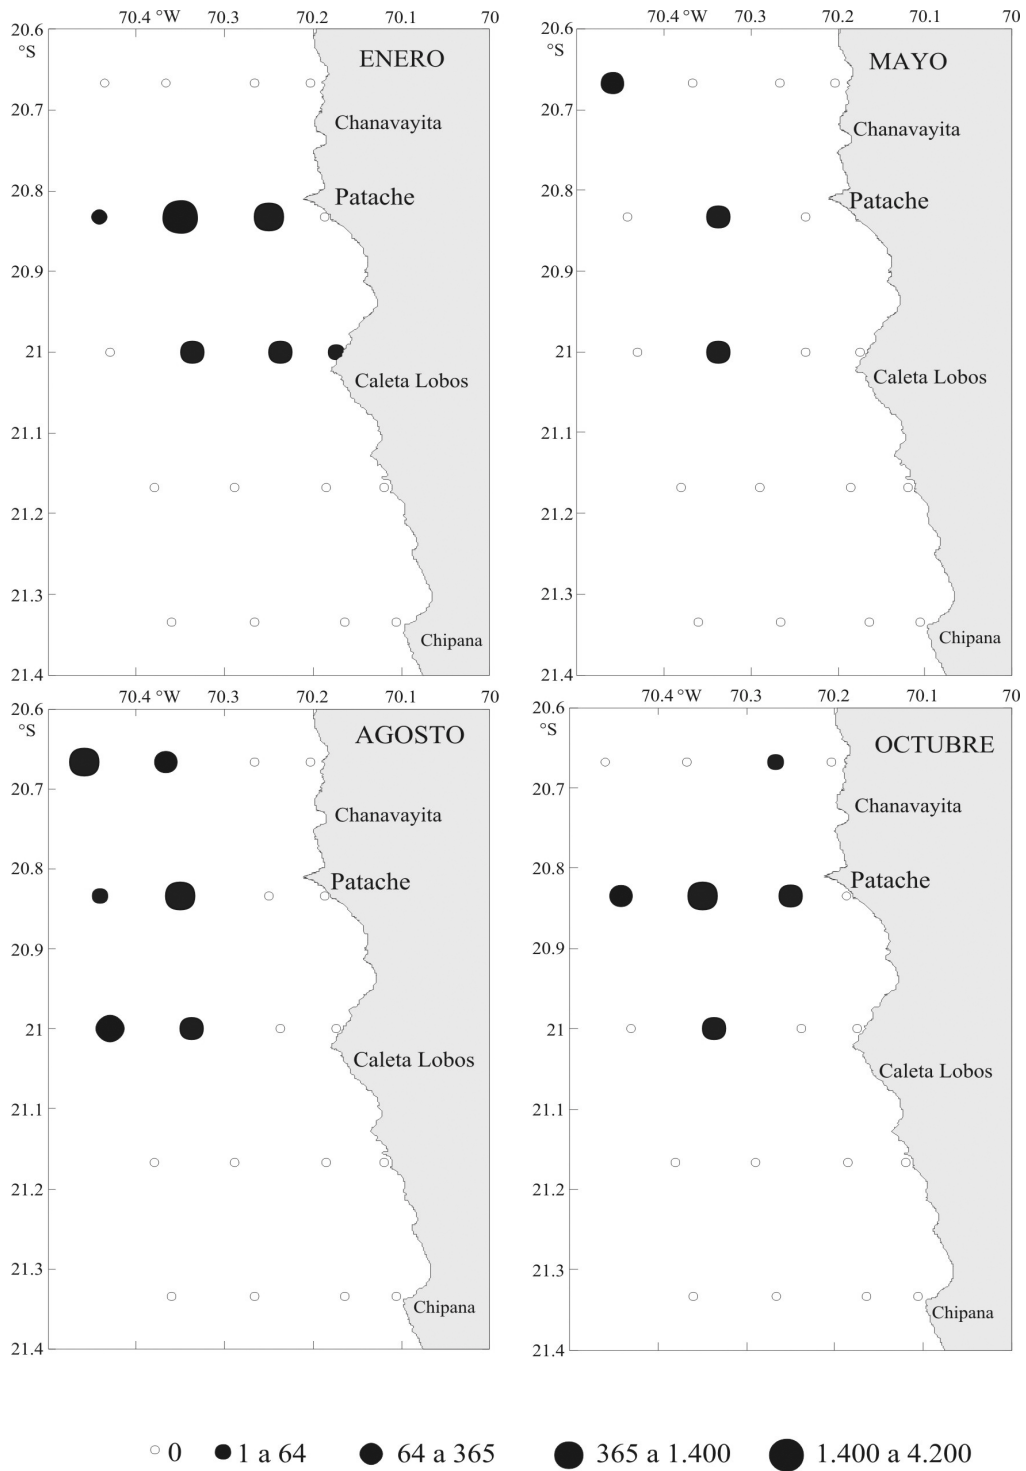 70.4 °W 70.3 70.2 70.1 70
20.6
°S
ENERO
20.7
Chanavayita
20.8
Patache
20.9
21
Caleta Lobos
21.1
21.2
21.3
Chipana
21.4
70.4 °W 70.3 70.2 70.1 70
20.6
°S
MAYO
20.7
Chanavayita
20.8
Patache
20.9
21
Caleta Lobos
21.1
21.2
21.3
Chipana
21.4
70.4 °W 70.3 70.2 70.1 70
20.6
°S
AGOSTO
20.7
Chanavayita
20.8
Patache
20.9
21
Caleta Lobos
21.1
21.2
21.3
Chipana
21.4
70.4 °W 70.3 70.2 70.1 70
20.6
°S
OCTUBRE
20.7
Chanavayita
20.8
Patache
20.9
21
Caleta Lobos
21.1
21.2
21.3
Chipana
21.4
0 1 a 64 64 a 365 365 a 1.400 1.400 a 4.200